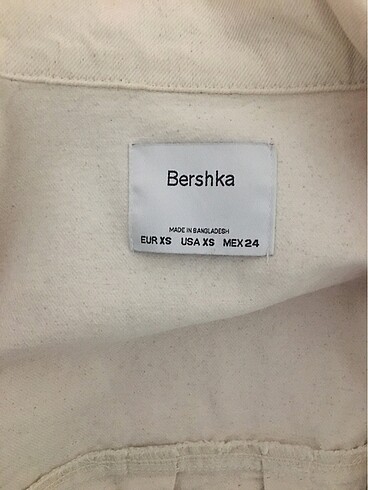 Bershka
MADE IN BANGLADESH
EUR XS USA XS MEX 24